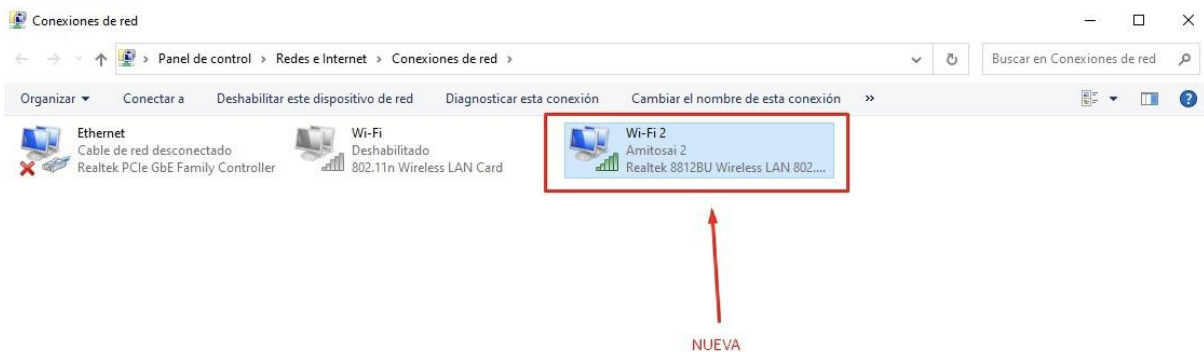 Conexiones de red
Panel de control > Redes e Internet > Conexiones de red >
Buscar en Conexiones de red
Organizar Conectar a Deshabilitar este dispositivo de red Diagnosticar esta conexión Cambiar el nombre de esta conexión »
Ethernet
Cable de red desconectado
Realtek PCIe GbE Family Controller
Wi-Fi
Deshabilitado
802.11n Wireless LAN Card
Wi-Fi 2
Amitosai 2
Realtek 8812BU Wireless LAN 802....
NUEVA